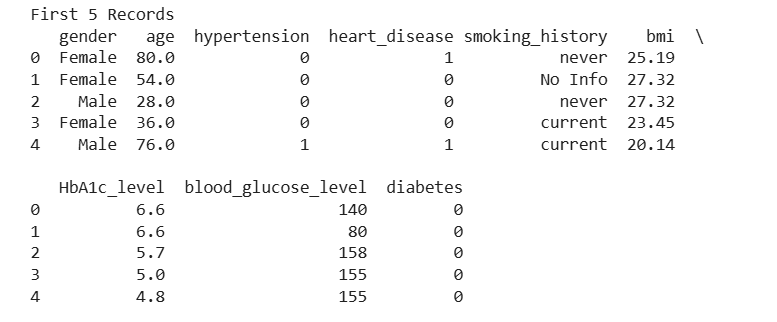 First 5 Records
gender age hypertension heart_disease smoking_history bmi \
0 Female 80.0 0 1 never 25.19
1 Female 54.0 0 0 No Info 27.32
2 Male 28.0 0 0 never 27.32
3 Female 36.0 0 0 current 23.45
4 Male 76.0 1 1 current 20.14
HbA1c_level blood_glucose_level diabetes
0 6.6 140 0
1 6.6 80 0
2 5.7 158 0
3 5.0 155 0
4 4.8 155 0